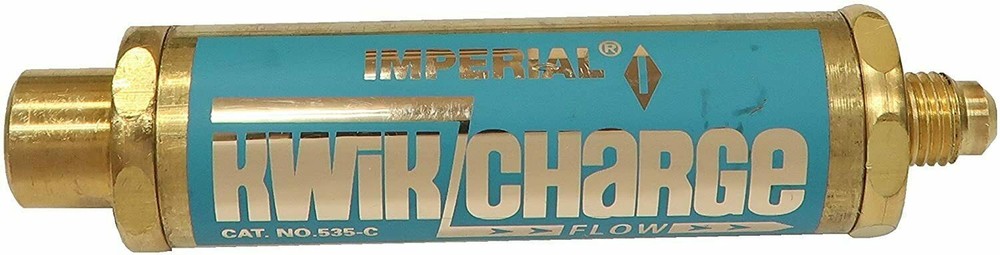 IMPERIAL®
KWIK/CHARGE
CAT. NO. 535-C
FLOW